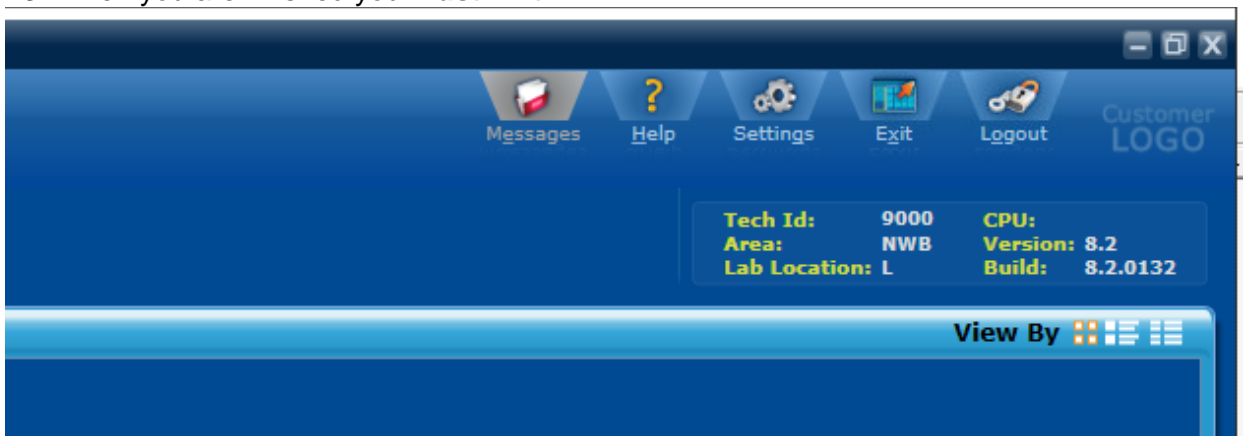 Messages Help Settings Exit Logout
Customer
LOGO
Tech Id: 9000 CPU:
Area: NWB Version: 8.2
Lab Location: L Build: 8.2.0132
View By